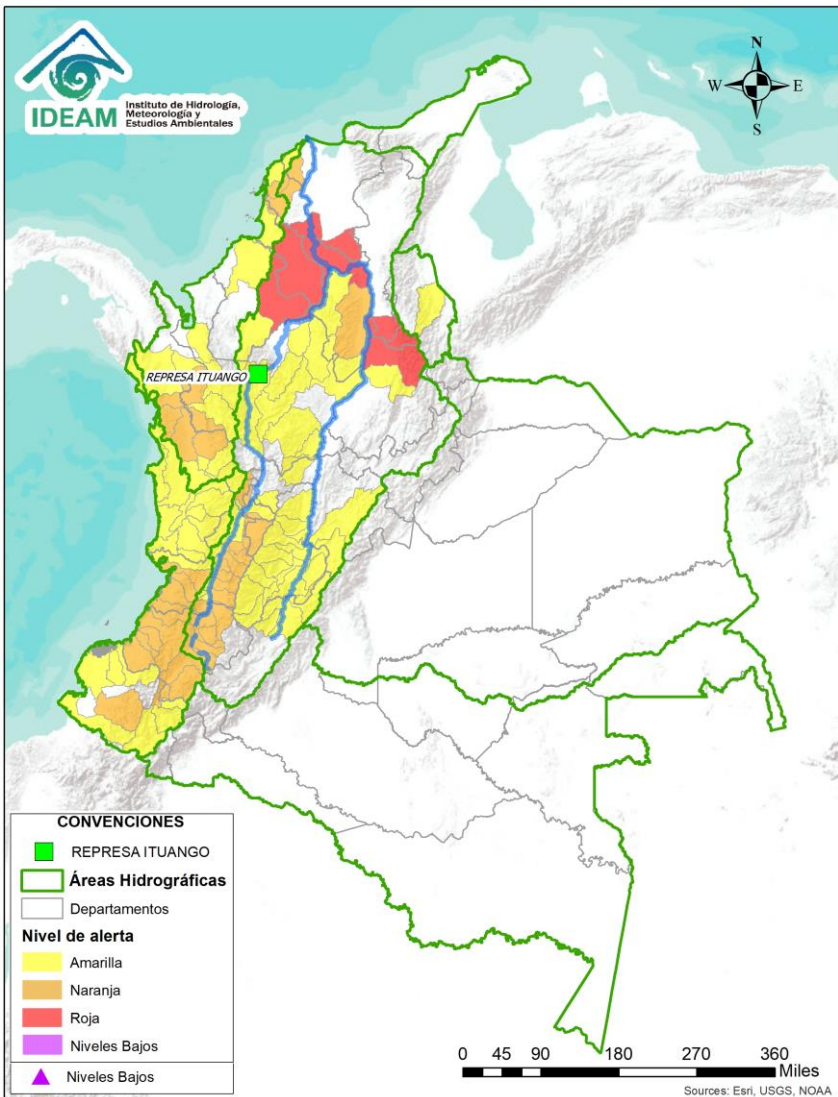 IDEAM
Instituto de Hidrología,
Meteorología y
Estudios Ambientales
N
W
E
S
REPRESA ITUANGO
CONVENCIONES
REPRESA ITUANGO
Áreas Hidrográficas
Departamentos
Nivel de alerta
Amarilla
Naranja
Roja
Niveles Bajos
Niveles Bajos
0 45 90 180 270 360
Miles
Sources: Esri, USGS, NOAA